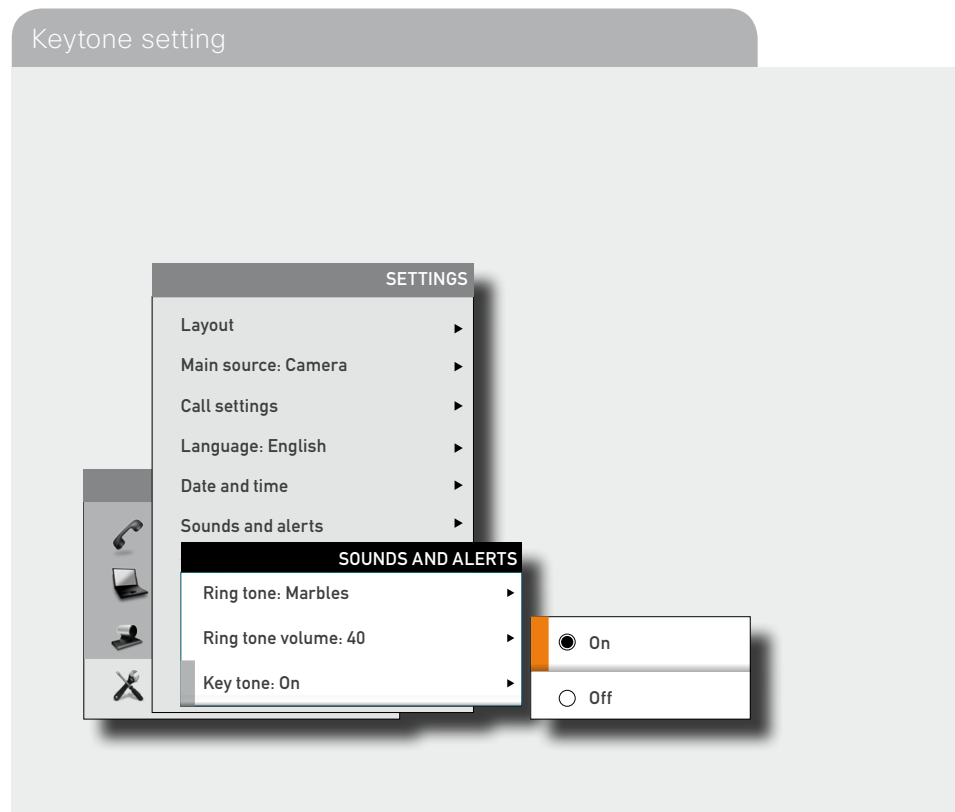 Keytone setting
SETTINGS
Layout
Main source: Camera
Call settings
Language: English
Date and time
Sounds and alerts
SOUNDS AND ALERTS
Ring tone: Marbles
Ring tone volume: 40
Key tone: On
On
Off